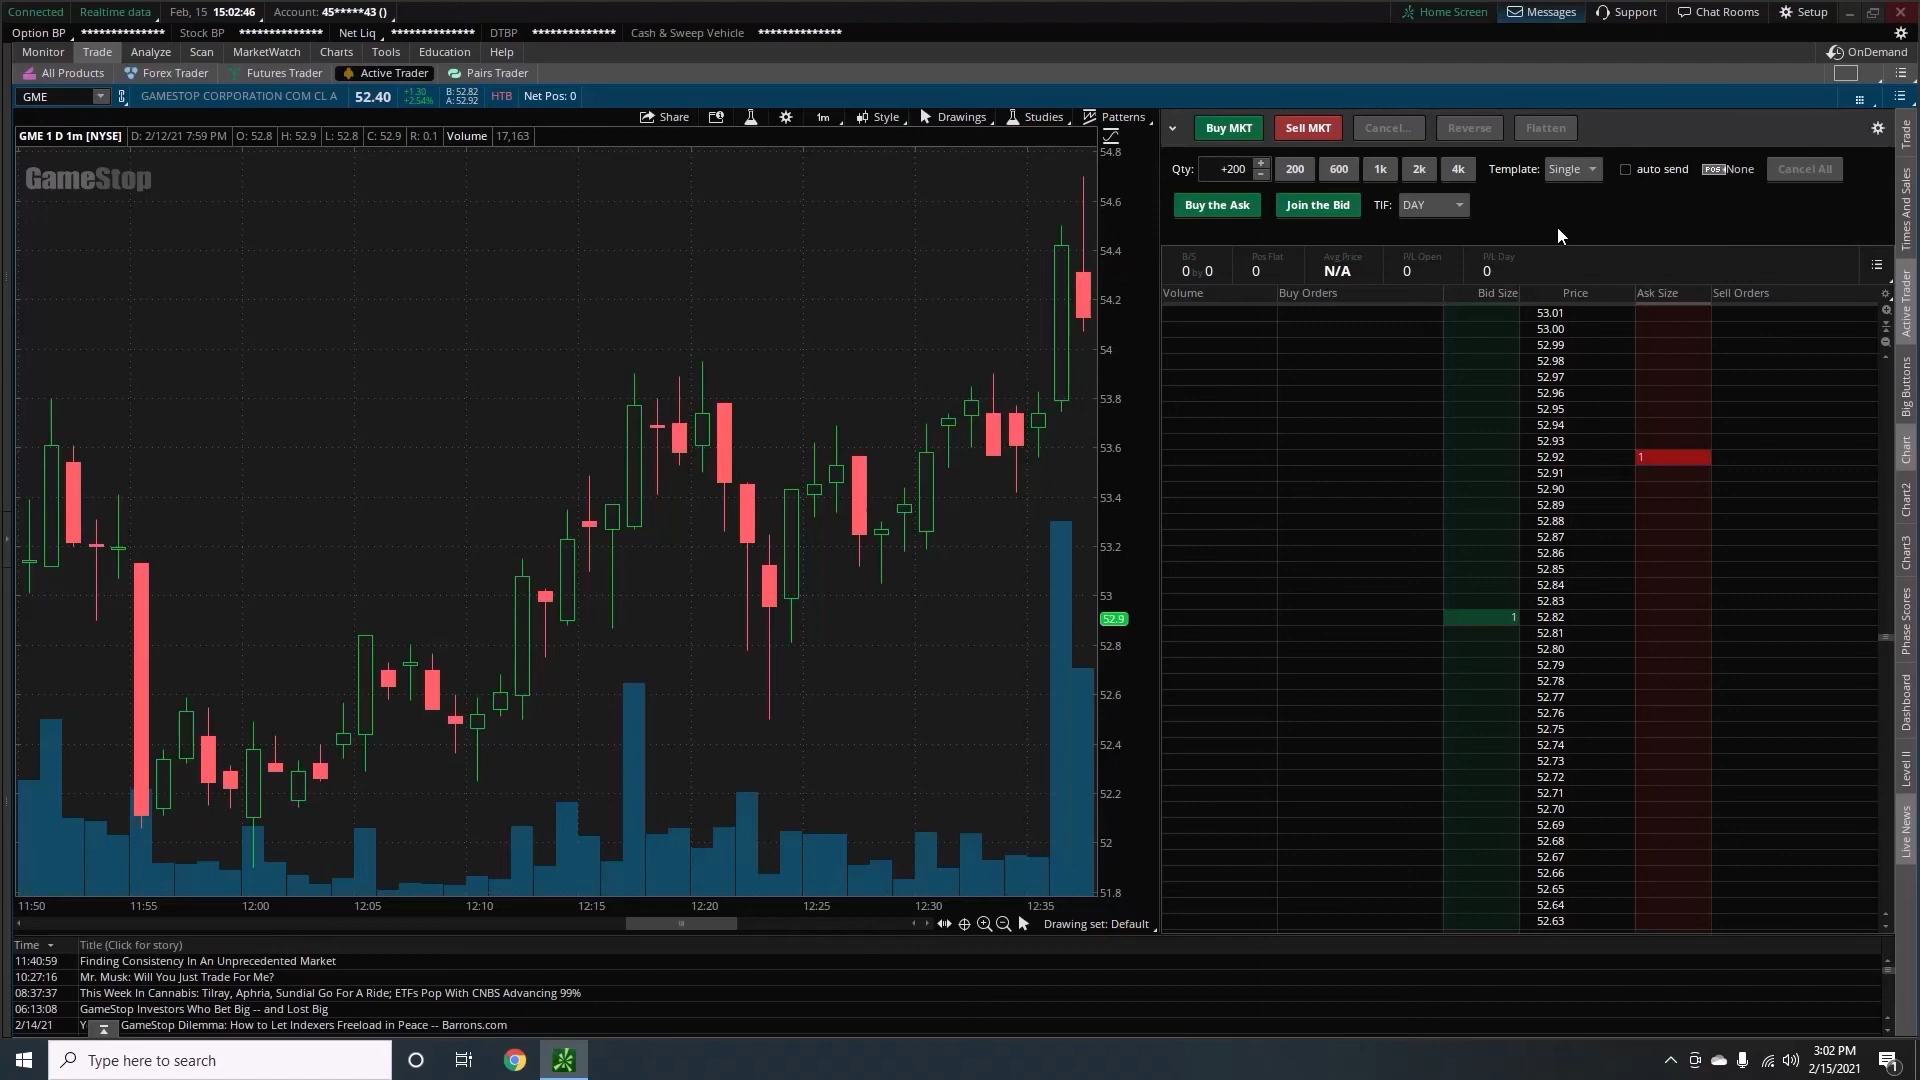 Connected Realtime data Feb, 15 15:02:46 Account: 45*****43 () Home Screen Messages Support Chat Rooms Setup
Option BP ************** Stock BP ************** Net Liq ************** DTBP ************** Cash & Sweep Vehicle **************
Monitor Trade Analyze Scan MarketWatch Charts Tools Education Help OnDemand
All Products Forex Trader Futures Trader Active Trader Pairs Trader
GME GAMESTOP CORPORATION COM CL A 52.40 +1.30 +2.54% B: 52.82 A: 52.92 HTB Net Pos: 0
Share 1m Style Drawings Studies Patterns
GME 1 D 1m [NYSE] D: 2/12/21 7:59 PM O: 52.8 H: 52.9 L: 52.8 C: 52.9 R: 0.1 Volume 17,163
GameStop
54.8
54.6
54.4
54.2
54
53.8
53.6
53.4
53.2
53
52.9
52.8
52.6
52.4
52.2
52
51.8
11:50 11:55 12:00 12:05 12:10 12:15 12:20 12:25 12:30 12:35
Drawing set: Default
Buy MKT Sell MKT Cancel... Reverse Flatten
Qty: +200 200 600 1k 2k 4k Template: Single auto send POS None Cancel All
Buy the Ask Join the Bid TIF: DAY
B/S Pos Flat Avg Price P/L Open P/L Day
0 by 0 0 N/A 0 0
Volume Buy Orders Bid Size Price Ask Size Sell Orders
53.01
53.00
52.99
52.98
52.97
52.96
52.95
52.94
52.93
52.92 1
52.91
52.90
52.89
52.88
52.87
52.86
52.85
52.84
52.83
1 52.82
52.81
52.80
52.79
52.78
52.77
52.76
52.75
52.74
52.73
52.72
52.71
52.70
52.69
52.68
52.67
52.66
52.65
52.64
52.63
Trade
Times And Sales
Active Trader
Big Buttons
Chart
Chart2
Chart3
Phase Scores
Dashboard
Level II
Live News
Time Title (Click for story)
11:40:59 Finding Consistency In An Unprecedented Market
10:27:16 Mr. Musk: Will You Just Trade For Me?
08:37:37 This Week In Cannabis: Tilray, Aphria, Sundial Go For A Ride; ETFs Pop With CNBS Advancing 99%
06:13:08 GameStop Investors Who Bet Big -- and Lost Big
2/14/21 GameStop Dilemma: How to Let Indexers Freeload in Peace -- Barrons.com
Type here to search
3:02 PM
2/15/2021
1